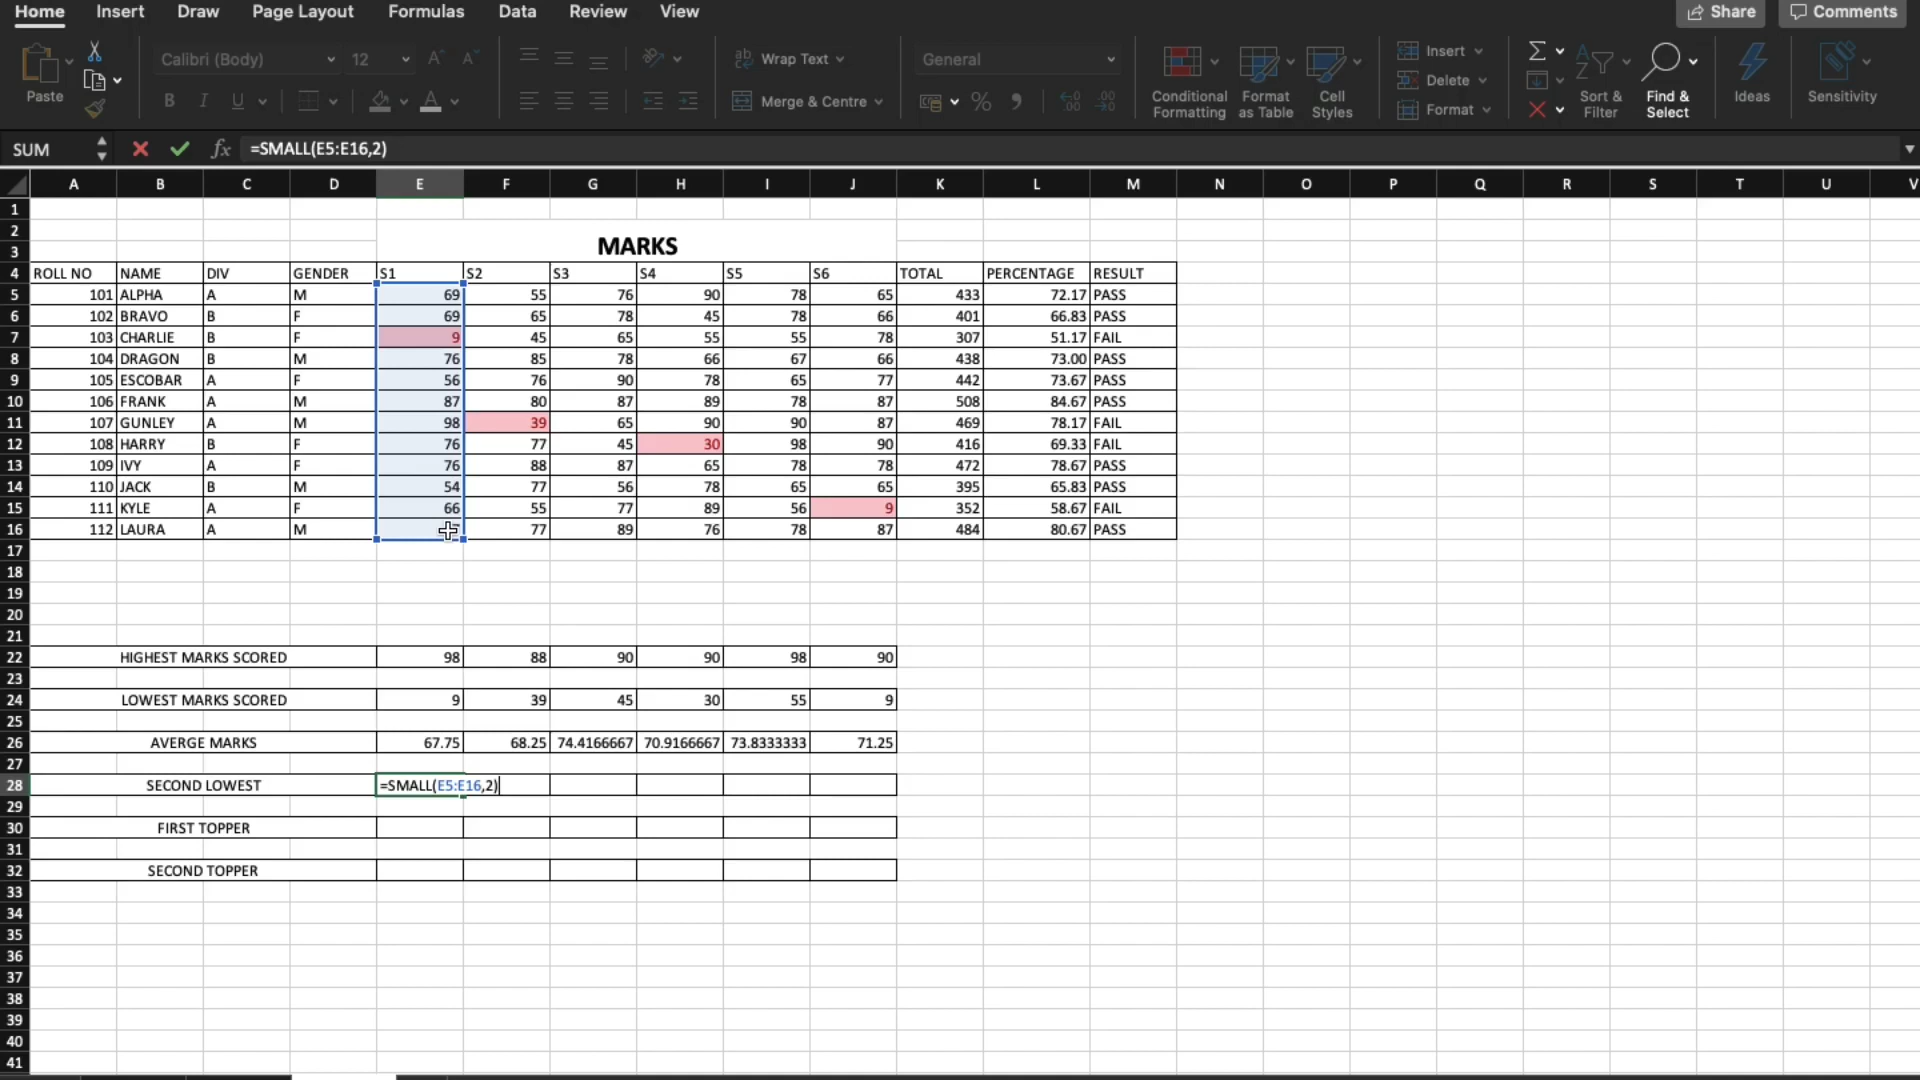 Home Insert Draw Page Layout Formulas Data Review View Share Comments
Paste Calibri (Body) 12 A A Wrap Text General Insert
B I U A Merge & Centre % Conditional Formatting Format as Table Cell Styles Delete Format Sort & Filter Find & Select Ideas Sensitivity
SUM fx =SMALL(E5:E16,2)
A B C D E F G H I J K L M N O P Q R S T U V
1
2
3 MARKS
4 ROLL NO NAME DIV GENDER S1 S2 S3 S4 S5 S6 TOTAL PERCENTAGE RESULT
5 101 ALPHA A M 69 55 76 90 78 65 433 72.17 PASS
6 102 BRAVO B F 69 65 78 45 78 66 401 66.83 PASS
7 103 CHARLIE B F 9 45 65 55 55 78 307 51.17 FAIL
8 104 DRAGON B M 76 85 78 66 67 66 438 73.00 PASS
9 105 ESCOBAR A F 56 76 90 78 65 77 442 73.67 PASS
10 106 FRANK A M 87 80 87 89 78 87 508 84.67 PASS
11 107 GUNLEY A M 98 39 65 90 90 87 469 78.17 FAIL
12 108 HARRY B F 76 77 45 30 98 90 416 69.33 FAIL
13 109 IVY A F 76 88 87 65 78 78 472 78.67 PASS
14 110 JACK B M 54 77 56 78 65 65 395 65.83 PASS
15 111 KYLE A F 66 55 77 89 56 9 352 58.67 FAIL
16 112 LAURA A M 77 89 76 78 87 484 80.67 PASS
17
18
19
20
21
22 HIGHEST MARKS SCORED 98 88 90 90 98 90
23
24 LOWEST MARKS SCORED 9 39 45 30 55 9
25
26 AVERGE MARKS 67.75 68.25 74.4166667 70.9166667 73.8333333 71.25
27
28 SECOND LOWEST =SMALL(E5:E16,2)
29
30 FIRST TOPPER
31
32 SECOND TOPPER
33
34
35
36
37
38
39
40
41